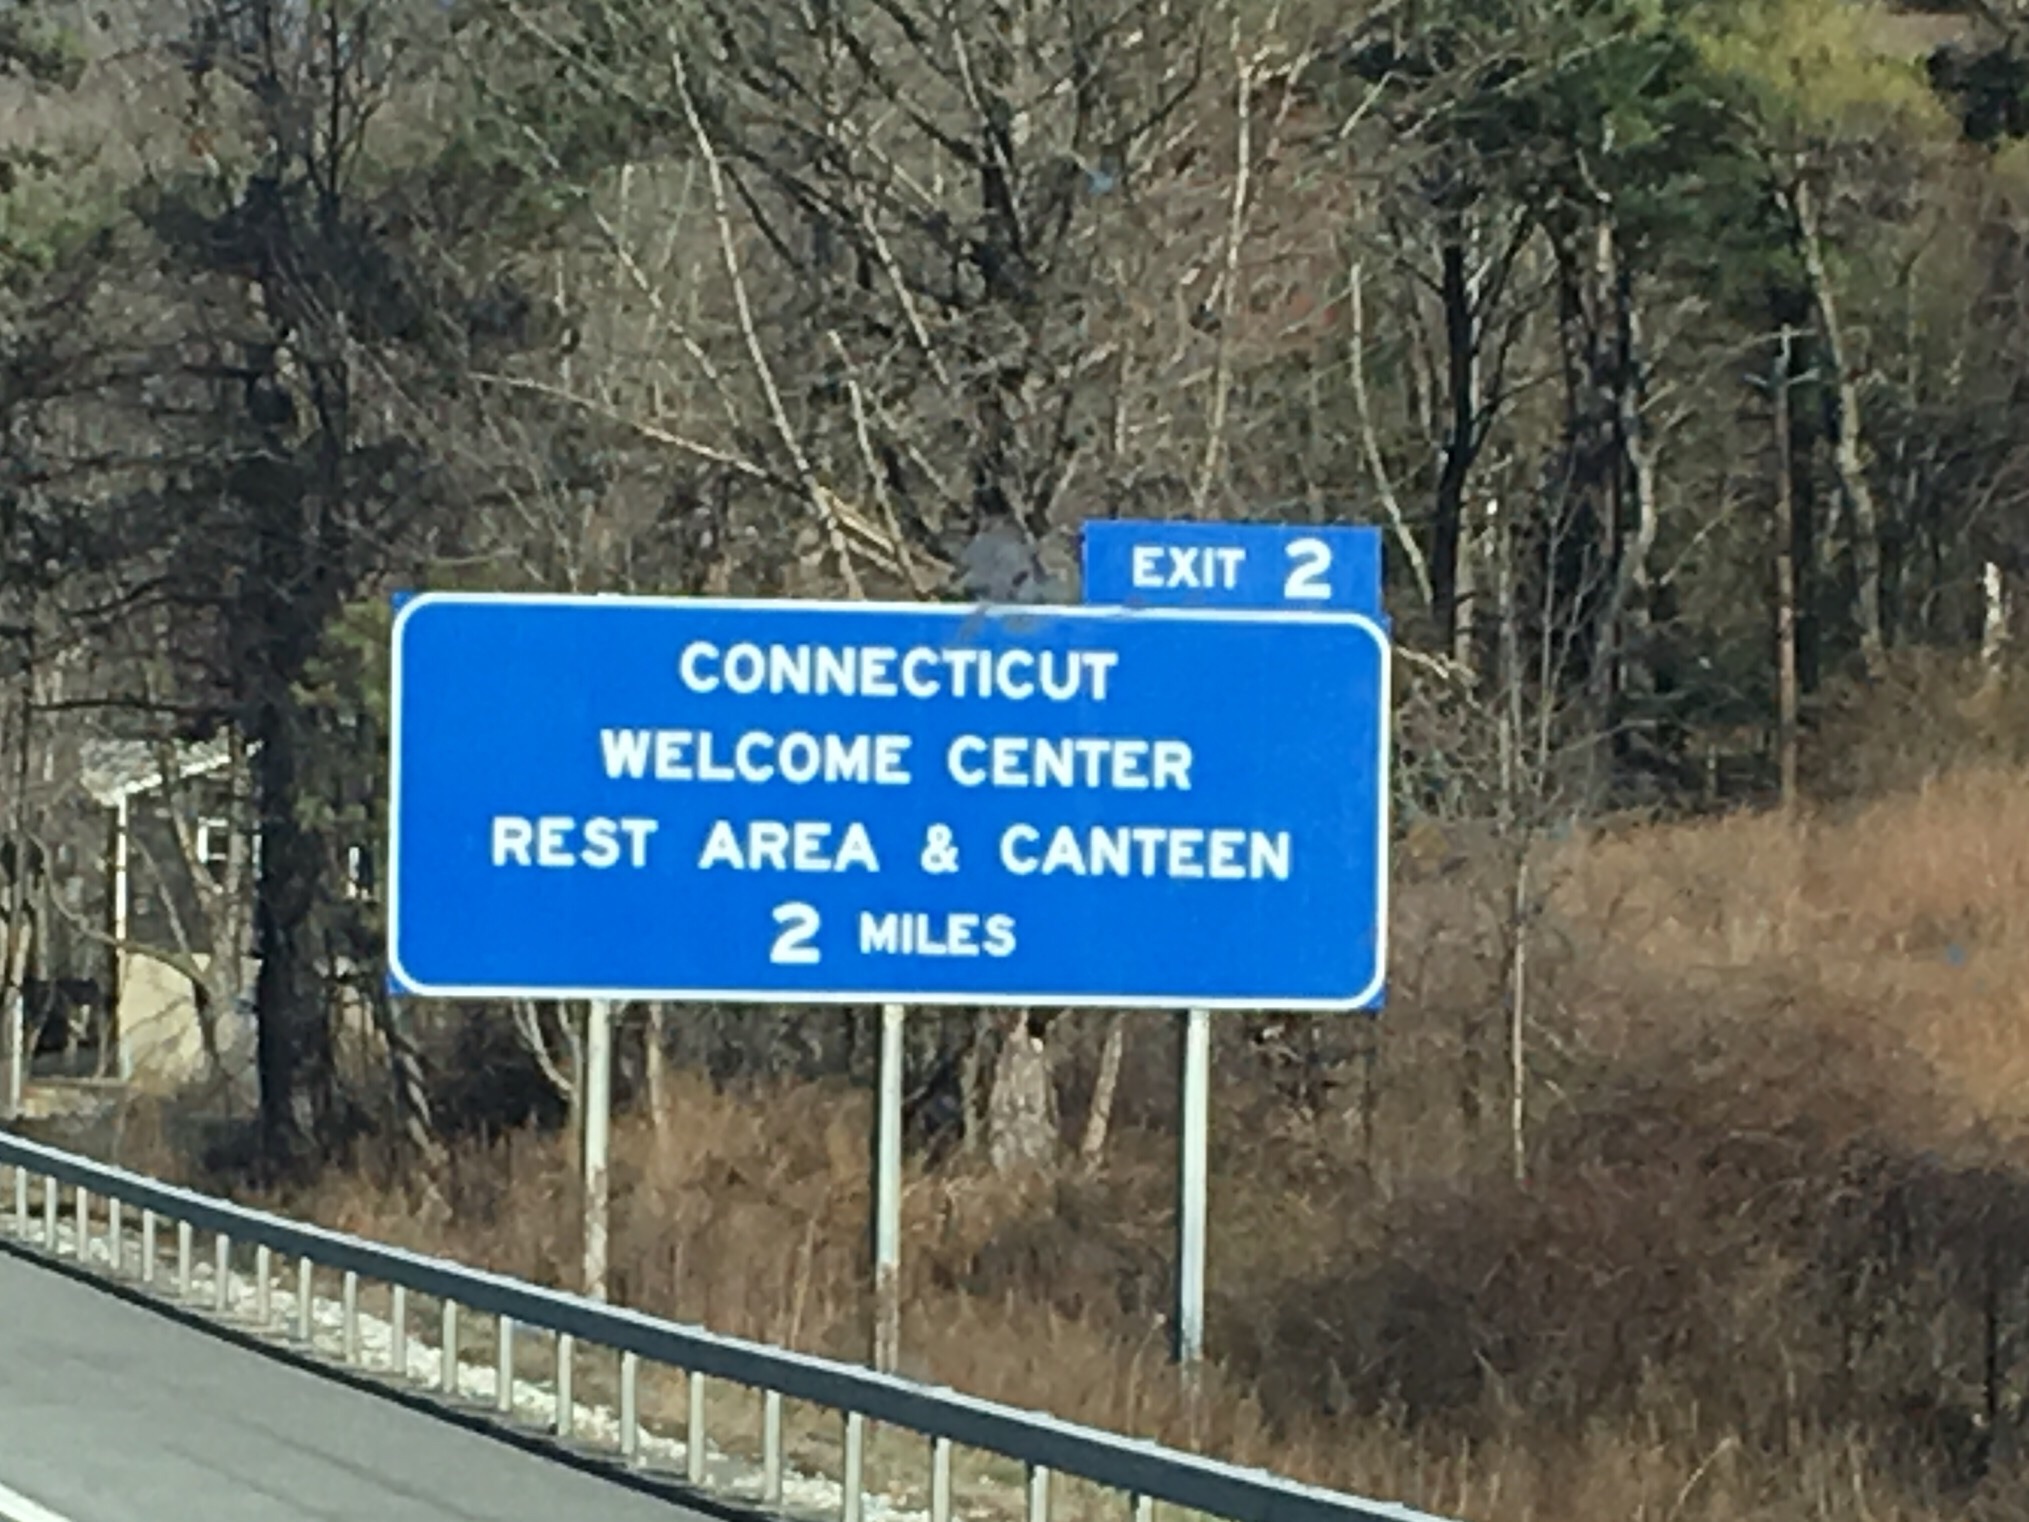 EXIT 2
CONNECTICUT
WELCOME CENTER
REST AREA & CANTEEN
2 MILES